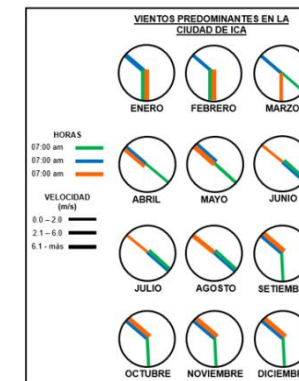 VIENTOS PREDOMINANTES EN LA
CIUDAD DE ICA
ENERO
FEBRERO
MARZO
HORAS
07:00 am
07:00 am
07:00 am
VELOCIDAD
(m/s)
0.0 – 2.0
2.1 – 6.0
6.1 - más
ABRIL
MAYO
JUNIO
JULIO
AGOSTO
SETIEMB
OCTUBRE
NOVIEMBRE
DICIEMB